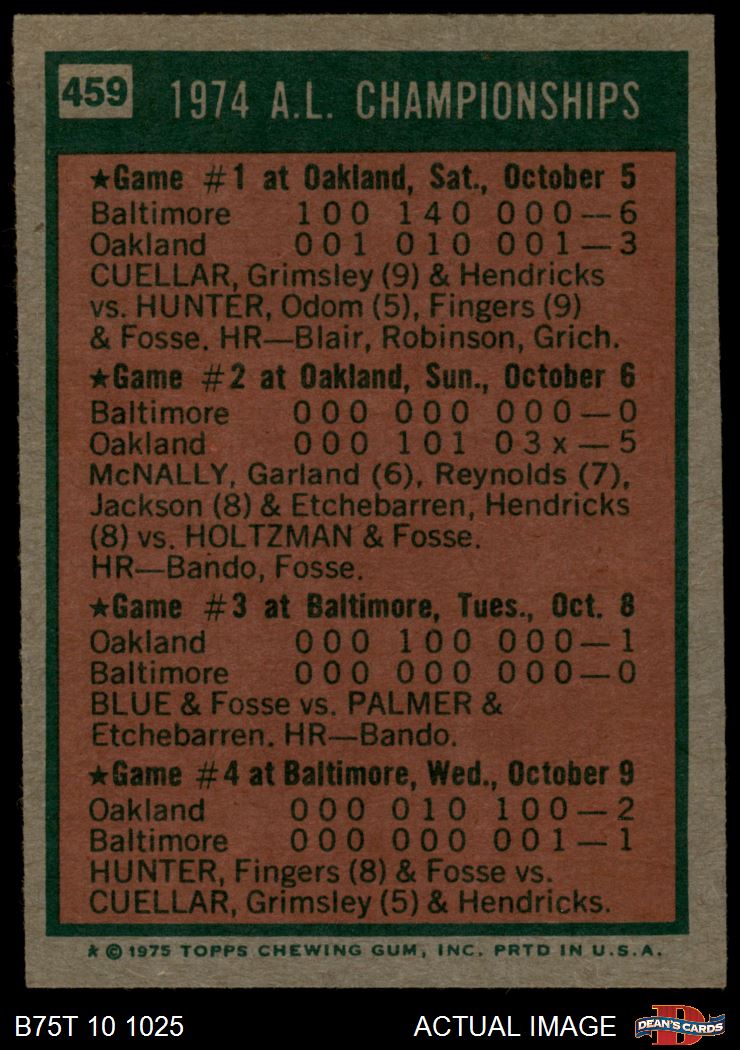 459 1974 A.L. CHAMPIONSHIPS
★Game #1 at Oakland, Sat., October 5
Baltimore 100 140 000—6
Oakland 001 010 001—3
CUELLAR, Grimsley (9) & Hendricks
vs. HUNTER, Odom (5), Fingers (9)
& Fosse. HR—Blair, Robinson, Grich.
★Game #2 at Oakland, Sun., October 6
Baltimore 000 000 000—0
Oakland 000 101 03x—5
McNALLY, Garland (6), Reynolds (7),
Jackson (8) & Etchebarren, Hendricks
(8) vs. HOLTZMAN & Fosse.
HR—Bando, Fosse.
★Game #3 at Baltimore, Tues., Oct. 8
Oakland 000 100 000—1
Baltimore 000 000 000—0
BLUE & Fosse vs. PALMER &
Etchebarren. HR—Bando.
★Game #4 at Baltimore, Wed., October 9
Oakland 000 010 100—2
Baltimore 000 000 001—1
HUNTER, Fingers (8) & Fosse vs.
CUELLAR, Grimsley (5) & Hendricks.
★ © 1975 TOPPS CHEWING GUM, INC. PRTD IN U.S.A.
B75T 10 1025 ACTUAL IMAGE D DEAN'S CARDS